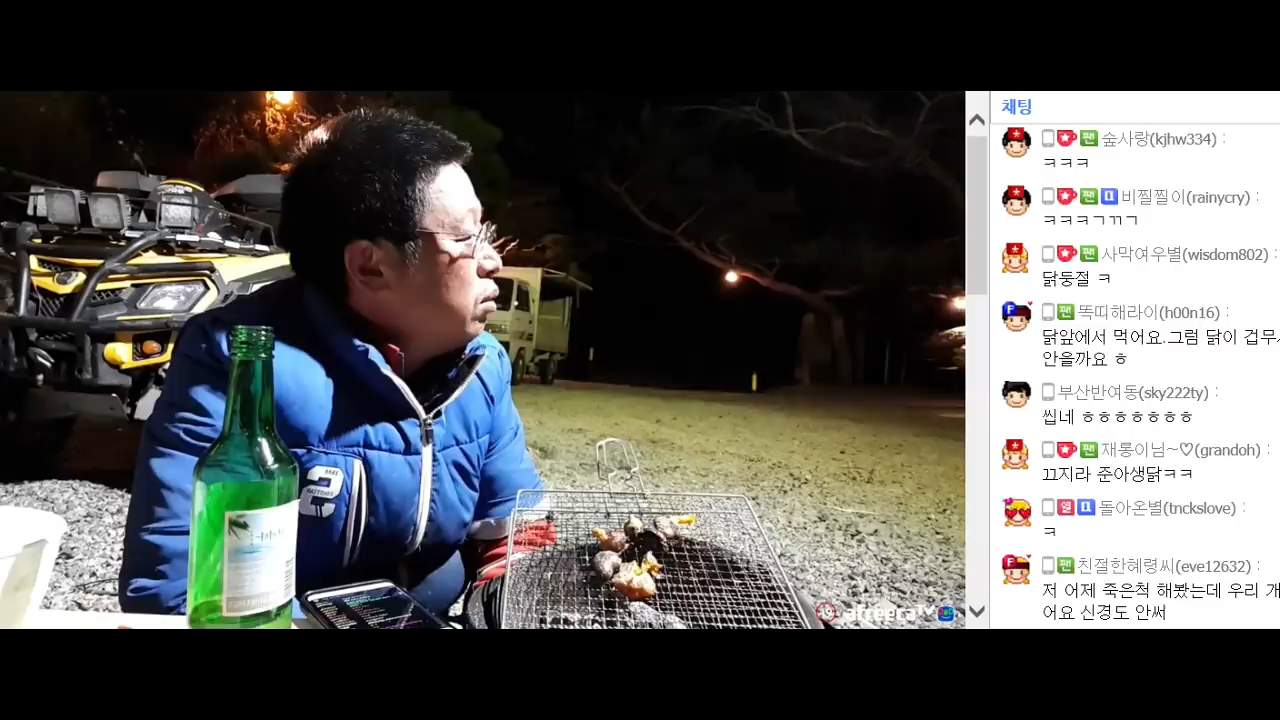 채팅
숲사랑(kjhw334) :
ㅋㅋㅋ
비찔찔이(rainycry) :
ㅋㅋㅋㄱㄲㄱ
사막여우별(wisdom802) :
닭둥절 ㅋ
똑띠해라이(h00n16) :
닭앞에서 먹어요.그럼 닭이 겁무
안올까요 ㅎ
부산반여동(sky222ty) :
씹네 ㅎㅎㅎㅎㅎㅎㅎ
재롱이님~♡(grandoh) :
끄지라 준아생닭ㅋㅋ
열 돌아온별(tnckslove) :
ㅋ
친절한혜령씨(eve12632) :
저 어제 죽은척 해봤는데 우리 개
어요 신경도 안써
2
19 afreecaTV